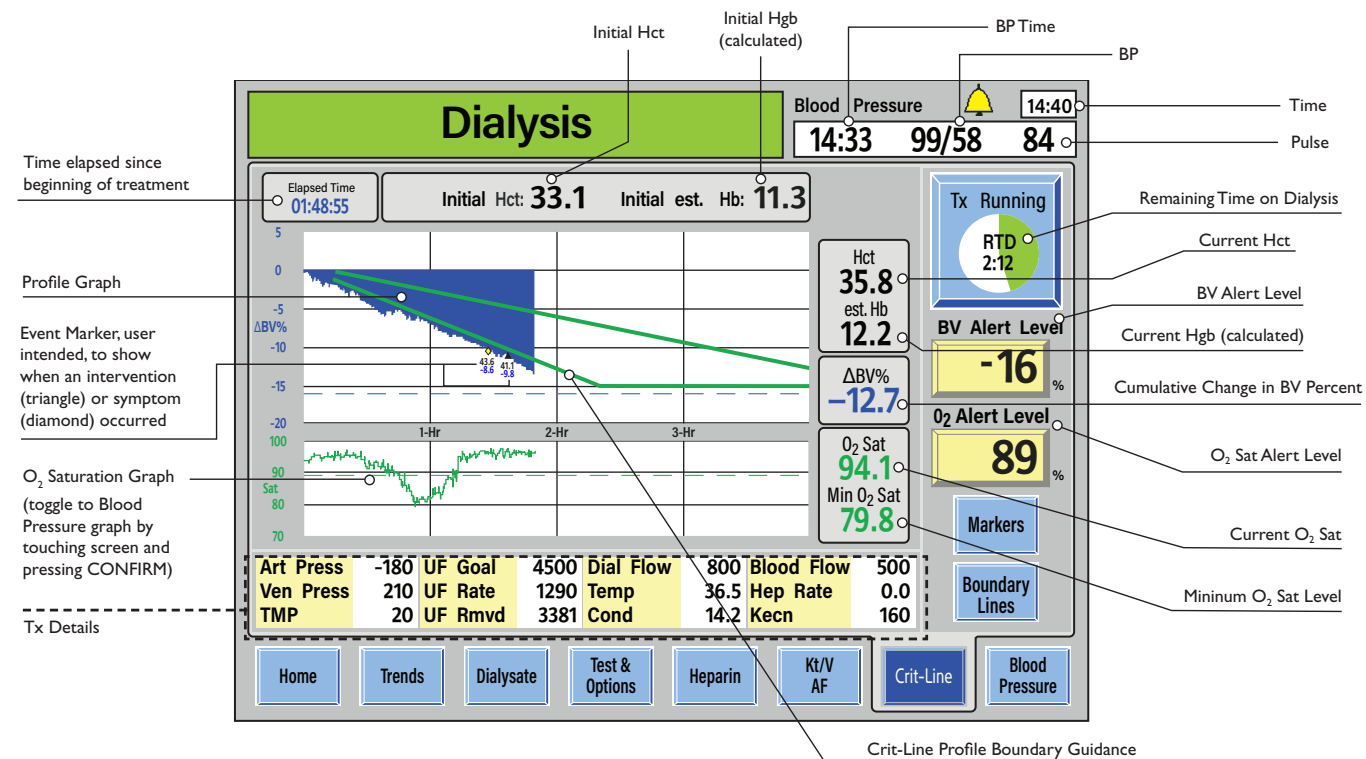 Initial Hct
Initial Hgb
(calculated)
BP Time
BP
Time
Pulse
Remaining Time on Dialysis
Current Hct
BV Alert Level
Current Hgb (calculated)
Cumulative Change in BV Percent
O2 Sat Alert Level
Current O2 Sat
Mininum O2 Sat Level
Crit-Line Profile Boundary Guidance
Time elapsed since
beginning of treatment
Profile Graph
Event Marker, user
intended, to show
when an intervention
(triangle) or symptom
(diamond) occurred
O2 Saturation Graph
(toggle to Blood
Pressure graph by
touching screen and
pressing CONFIRM)
Tx Details
Dialysis
Blood Pressure
14:40
14:33 99/58 84
Elapsed Time
01:48:55
Initial Hct: 33.1 Initial est. Hb: 11.3
5
0
-5
ΔBV%
-10
-15
-20
43.6
-8.6
41.1
-9.8
1-Hr 2-Hr 3-Hr
100
90
Sat
80
70
Hct
35.8
est. Hb
12.2
ΔBV%
–12.7
O2 Sat
94.1
Min O2 Sat
79.8
Tx Running
RTD
2:12
BV Alert Level
-16 %
02 Alert Level
89 %
Markers
Boundary
Lines
Art Press -180 UF Goal 4500 Dial Flow 800 Blood Flow 500
Ven Press 210 UF Rate 1290 Temp 36.5 Hep Rate 0.0
TMP 20 UF Rmvd 3381 Cond 14.2 Kecn 160
Home
Trends
Dialysate
Test &
Options
Heparin
Kt/V
AF
Crit-Line
Blood
Pressure